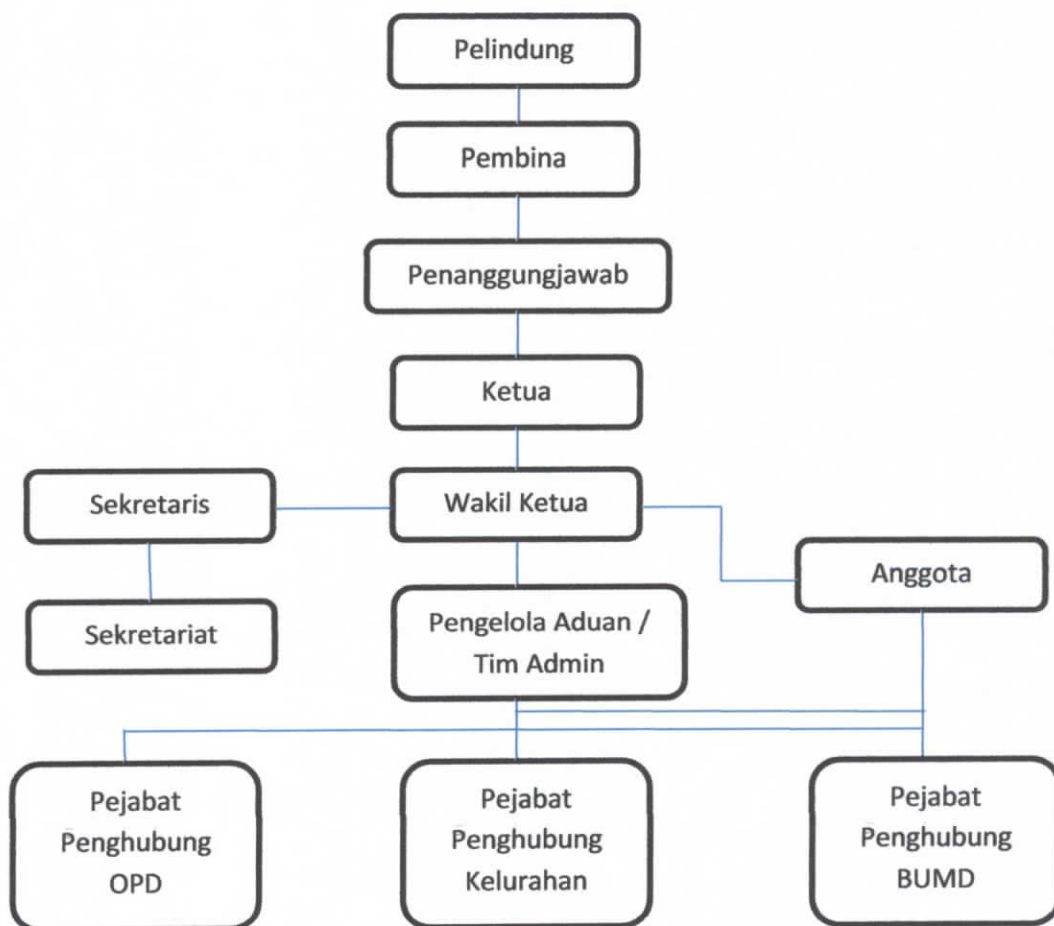 Pelindung
Pembina
Penanggungjawab
Ketua
Sekretaris
Wakil Ketua
Anggota
Sekretariat
Pengelola Aduan /
Tim Admin
Pejabat
Penghubung
OPD
Pejabat
Penghubung
Kelurahan
Pejabat
Penghubung
BUMD